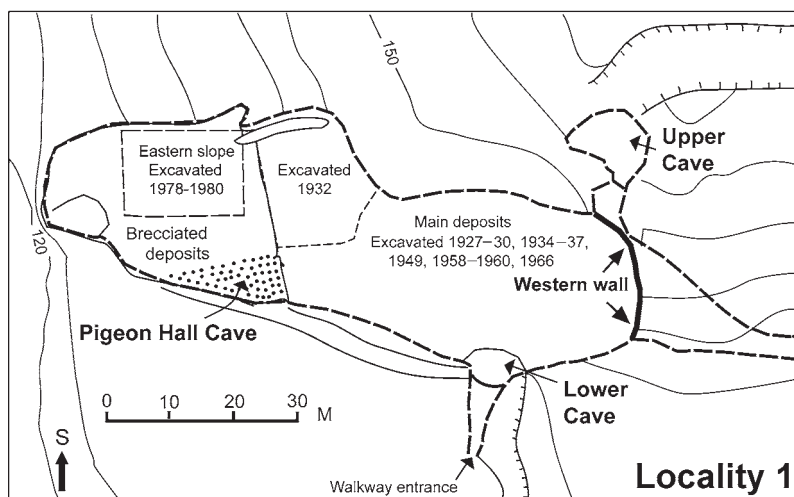 150
Upper
Cave
Eastern slope
Excavated
1978-1980
Excavated
1932
120
Brecciated
deposits
Main deposits
Excavated 1927–30, 1934–37,
1949, 1958–1960, 1966
Western wall
Pigeon Hall Cave
Lower
Cave
0 10 20 30
M
S
Walkway entrance
Locality 1